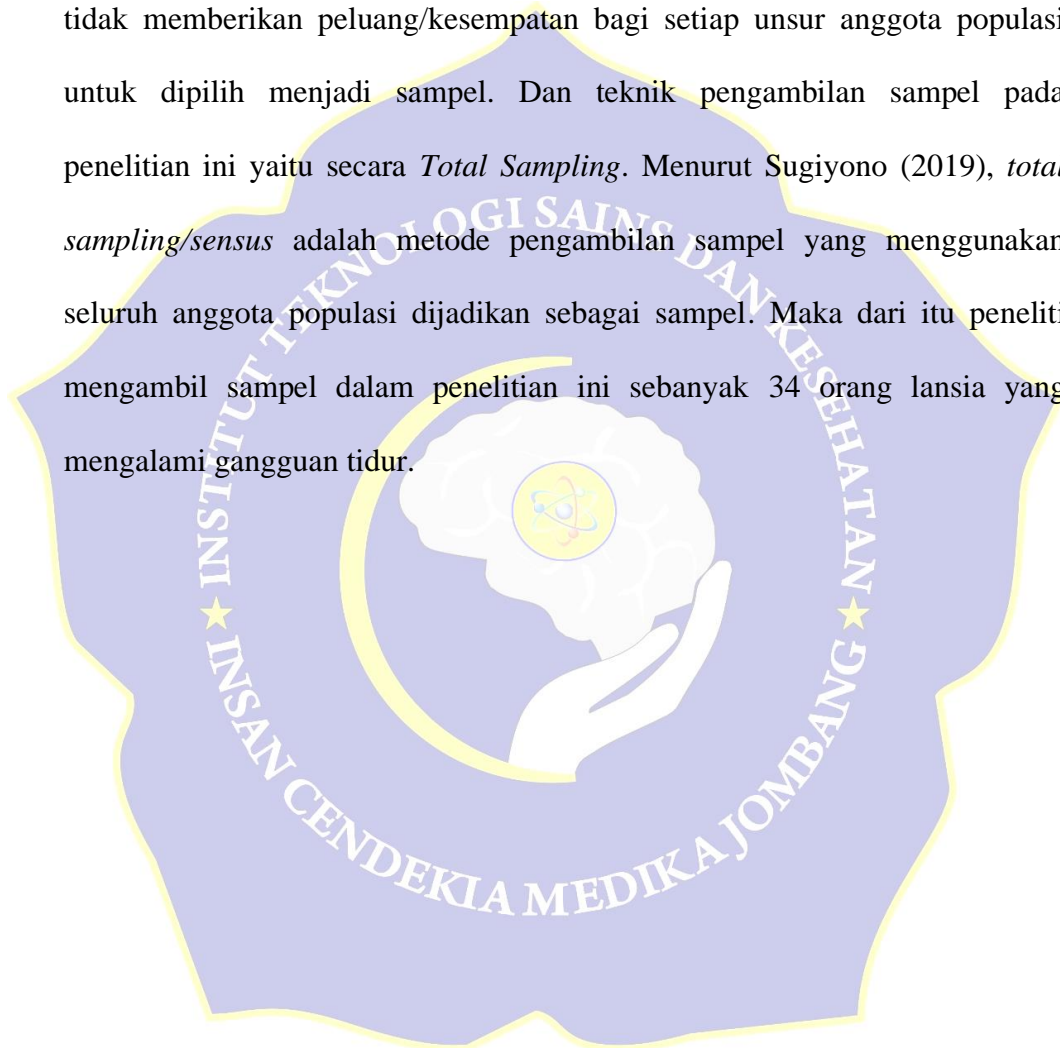 tidak memberikan peluang/kesempatan bagi setiap unsur anggota populasi
untuk dipilih menjadi sampel. Dan teknik pengambilan sampel pada
penelitian ini yaitu secara Total Sampling. Menurut Sugiyono (2019), total
sampling/sensus adalah metode pengambilan sampel yang menggunakan
seluruh anggota populasi dijadikan sebagai sampel. Maka dari itu peneliti
mengambil sampel dalam penelitian ini sebanyak 34 orang lansia yang
mengalami gangguan tidur.
INSTITUT TEKNOLOGI SAINS DAN KESEHATAN
INSAN CENDEKIA MEDIKA JOMBANG